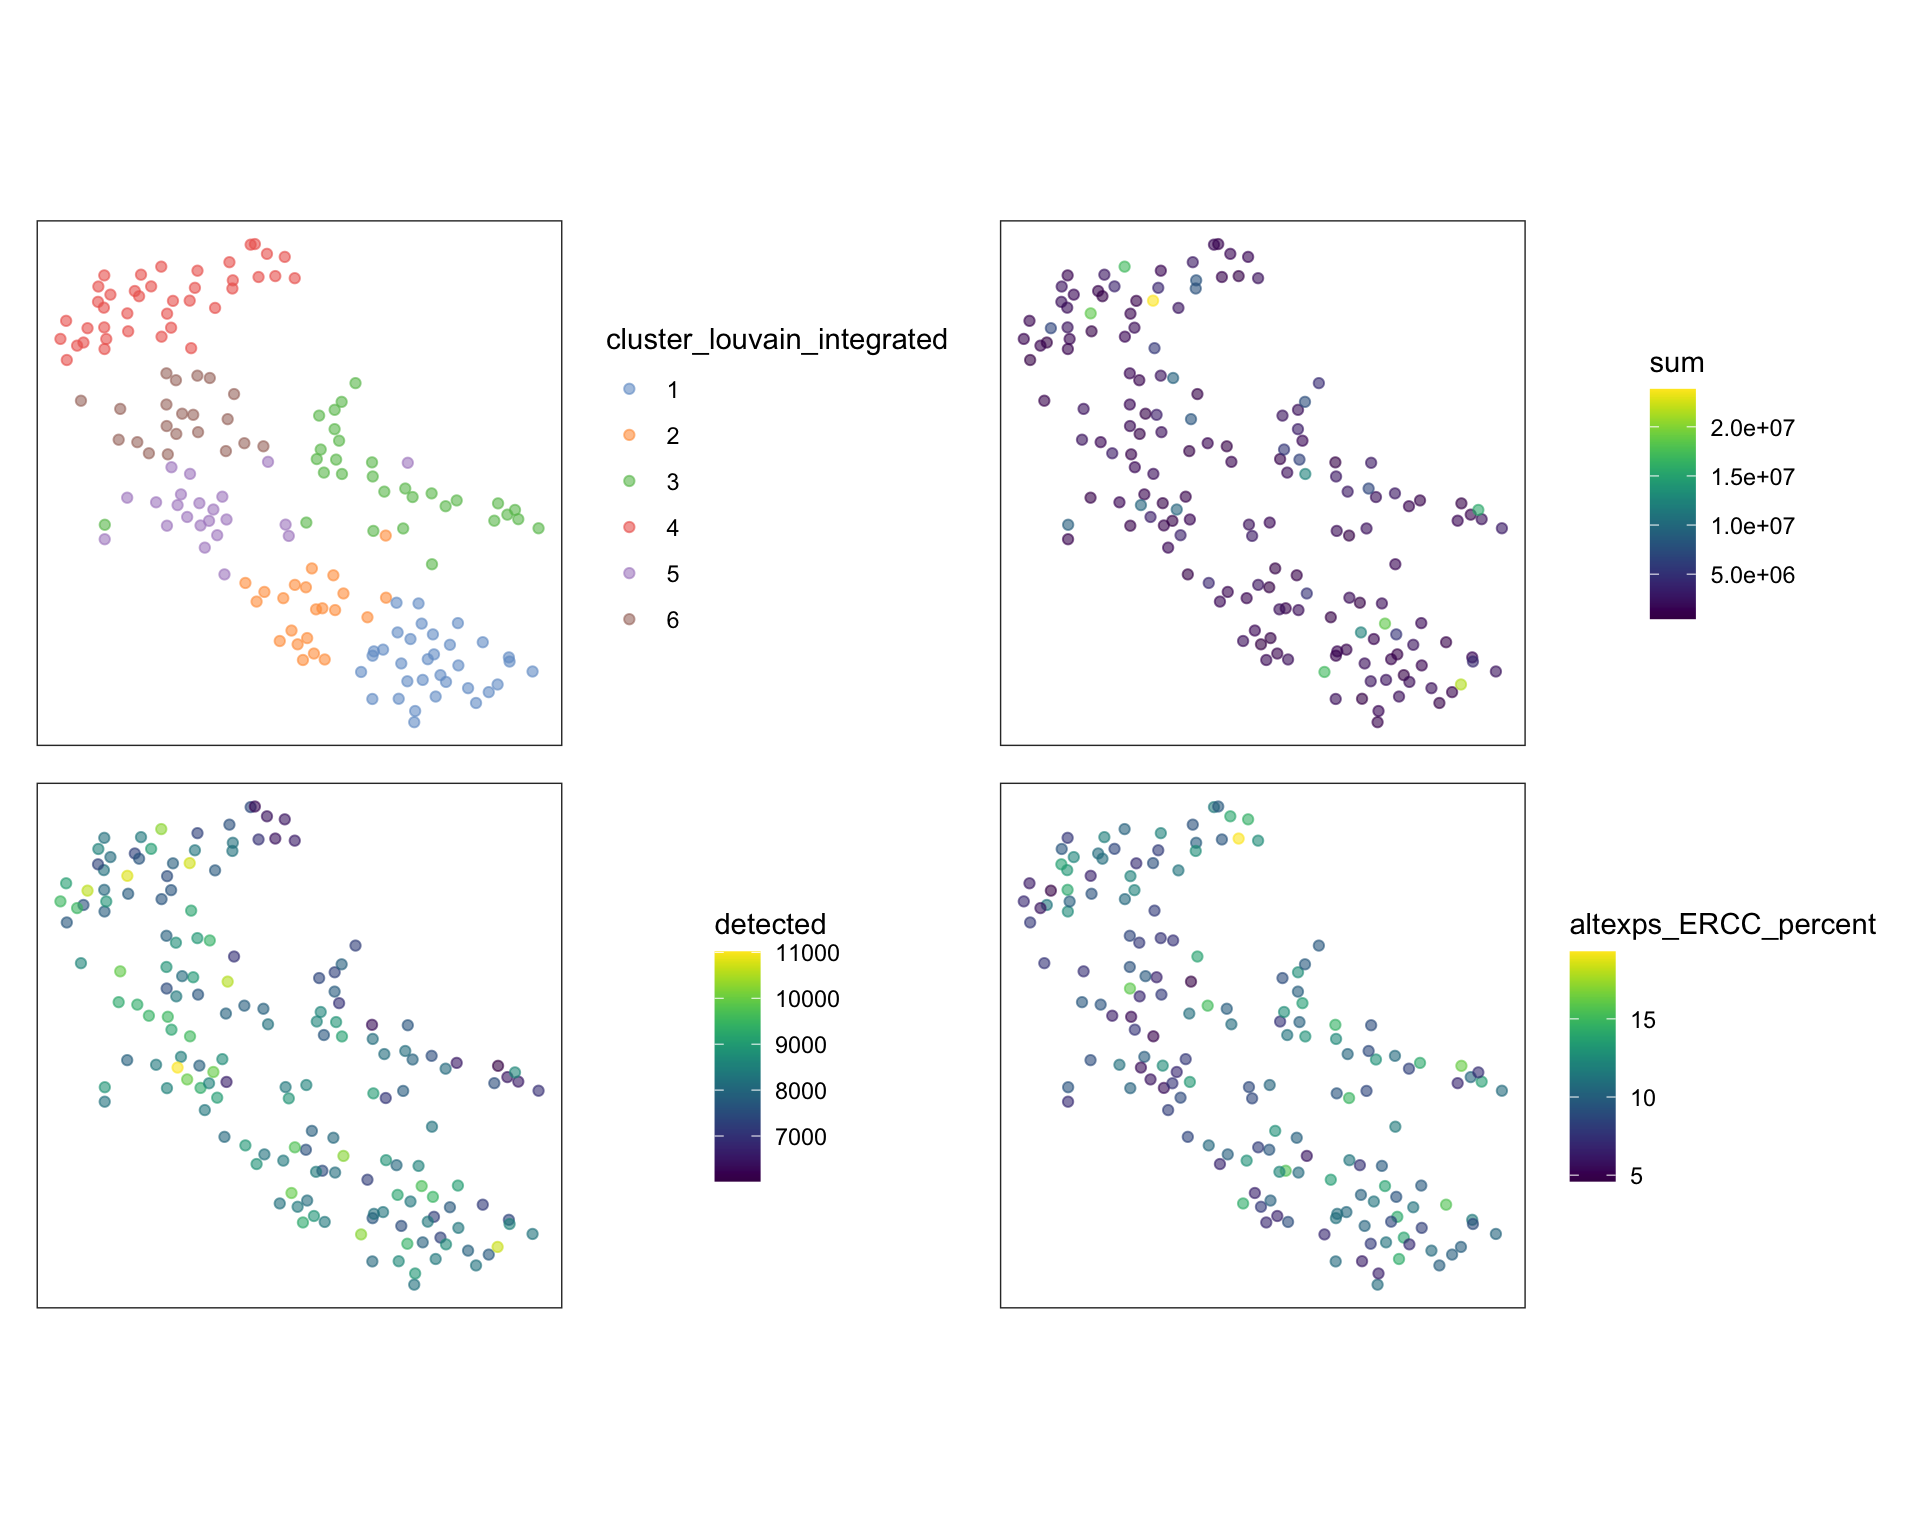 cluster_louvain_integrated
1
2
3
4
5
6
sum
2.0e+07
1.5e+07
1.0e+07
5.0e+06
detected
11000
10000
9000
8000
7000
altexps_ERCC_percent
15
10
5